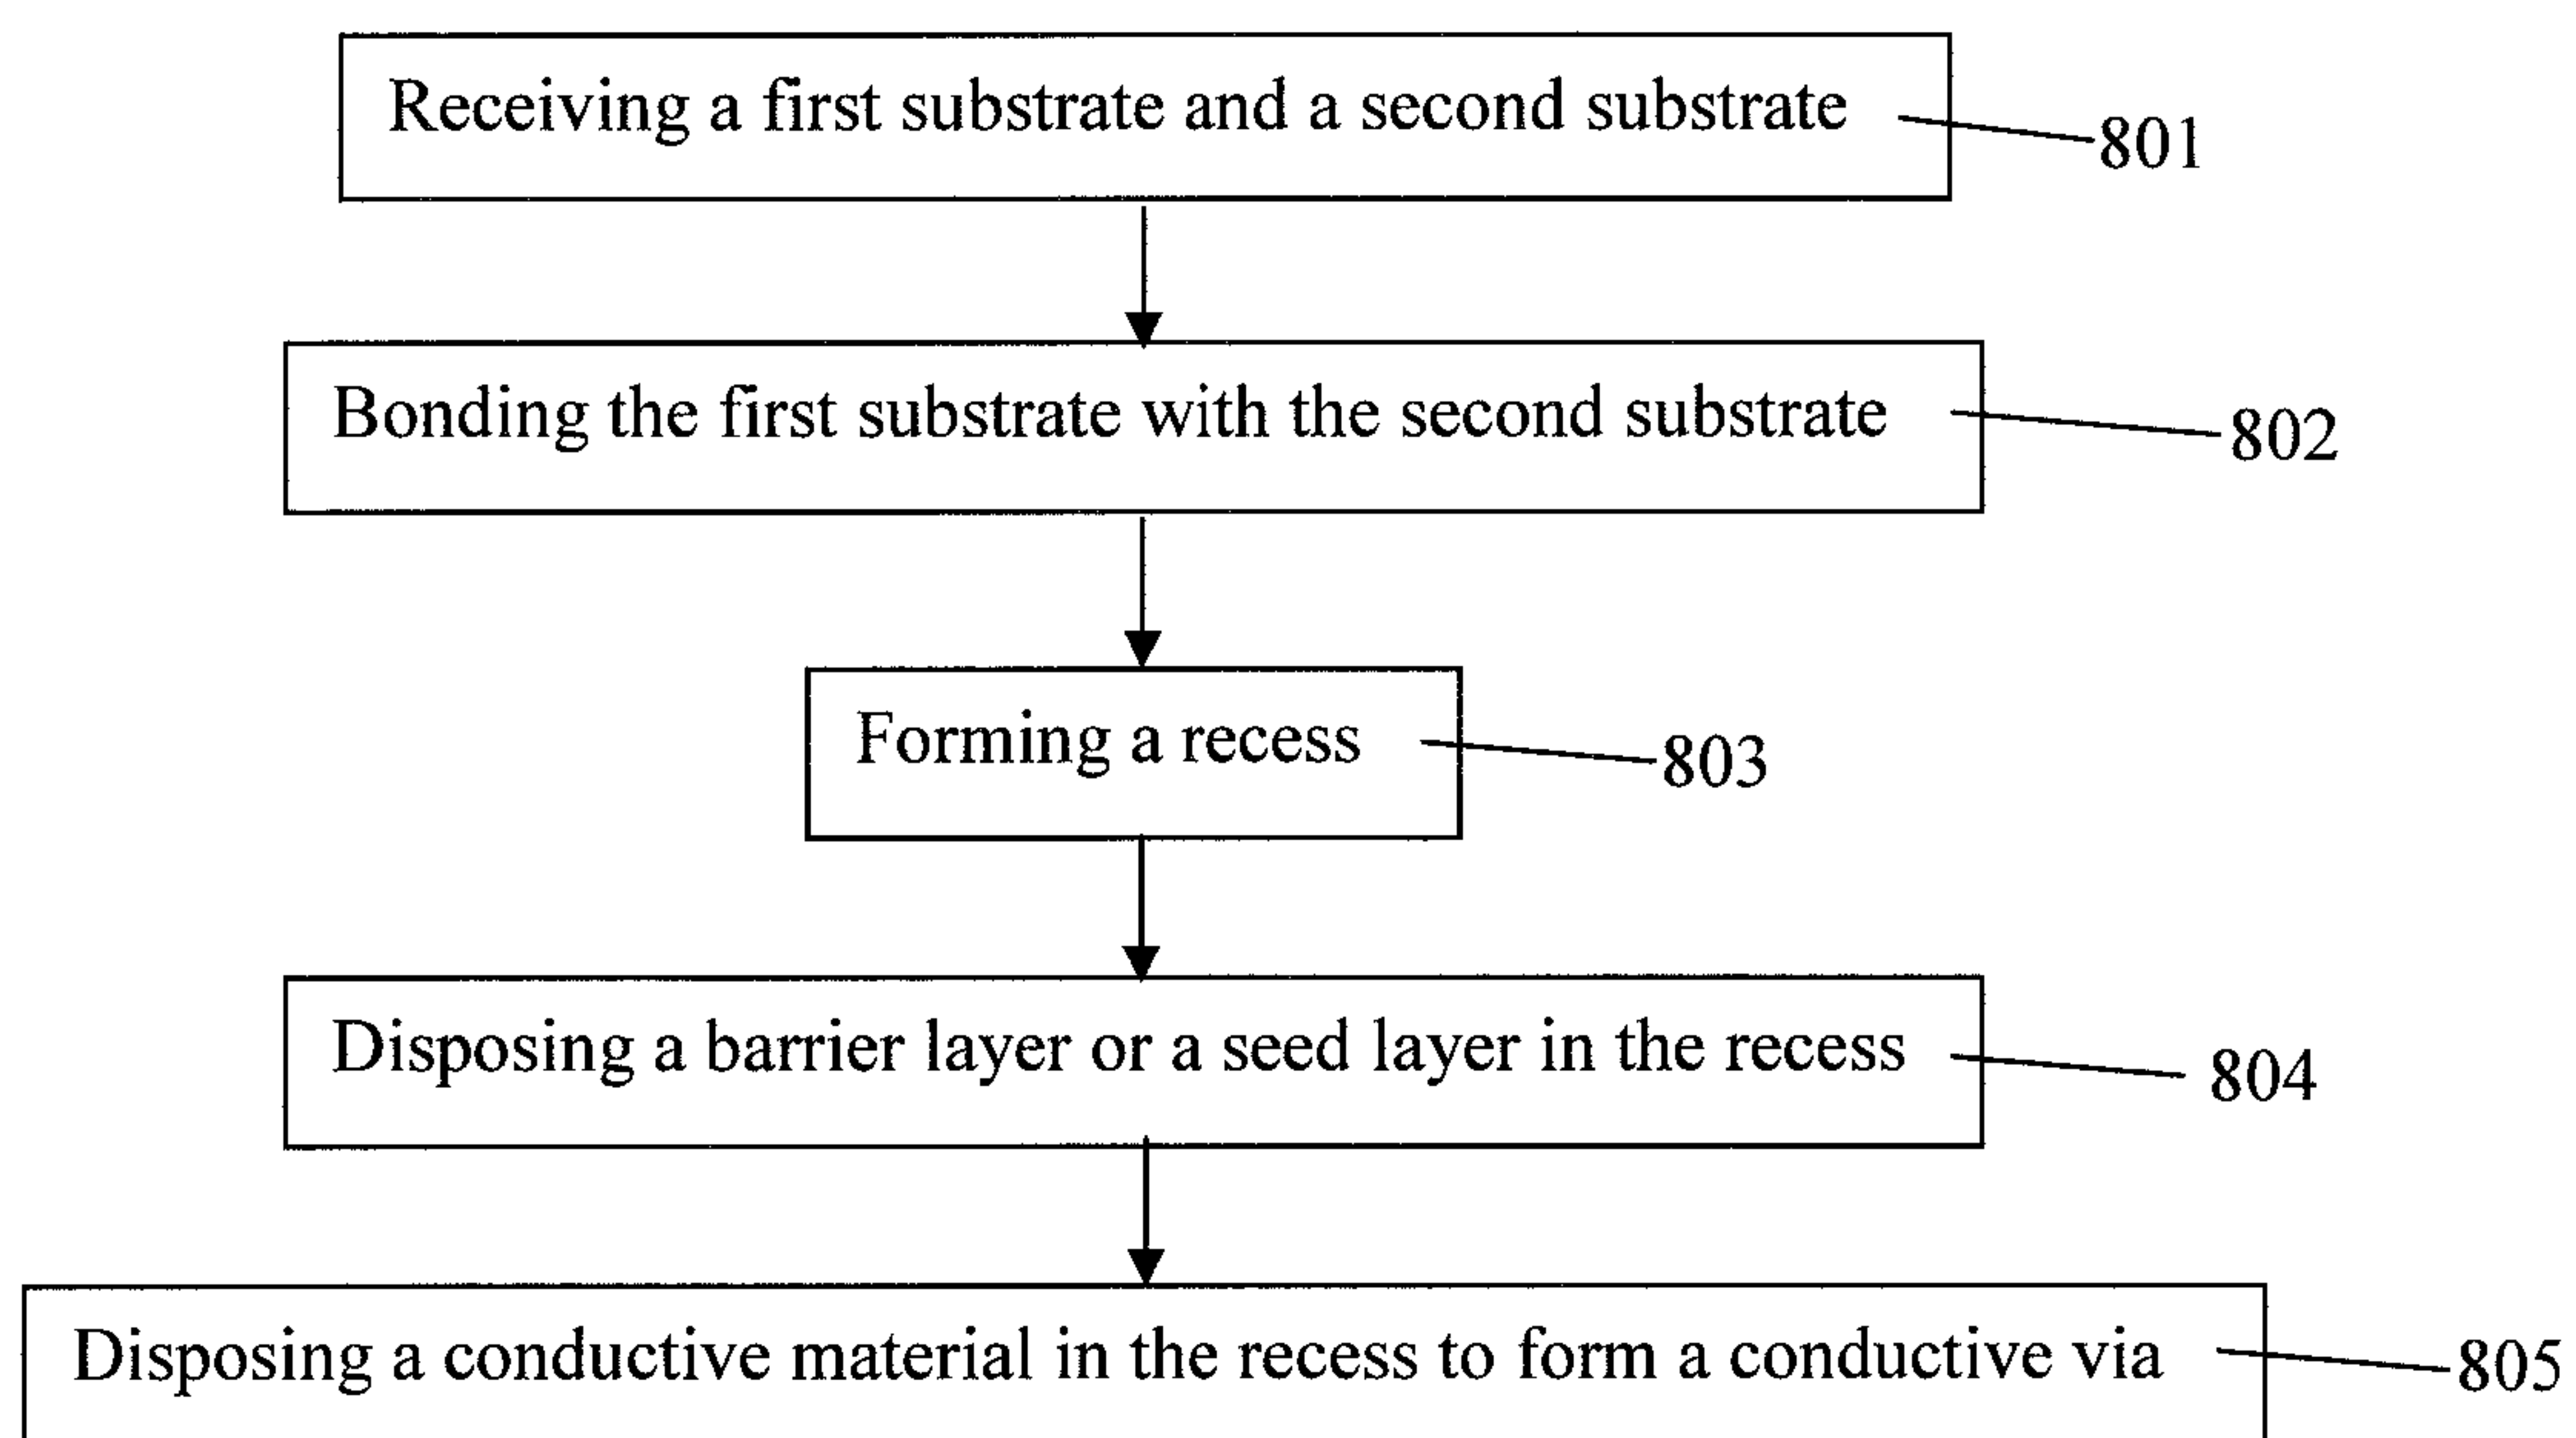 Receiving a first substrate and a second substrate
801
Bonding the first substrate with the second substrate
802
Forming a recess
803
Disposing a barrier layer or a seed layer in the recess
804
Disposing a conductive material in the recess to form a conductive via
805